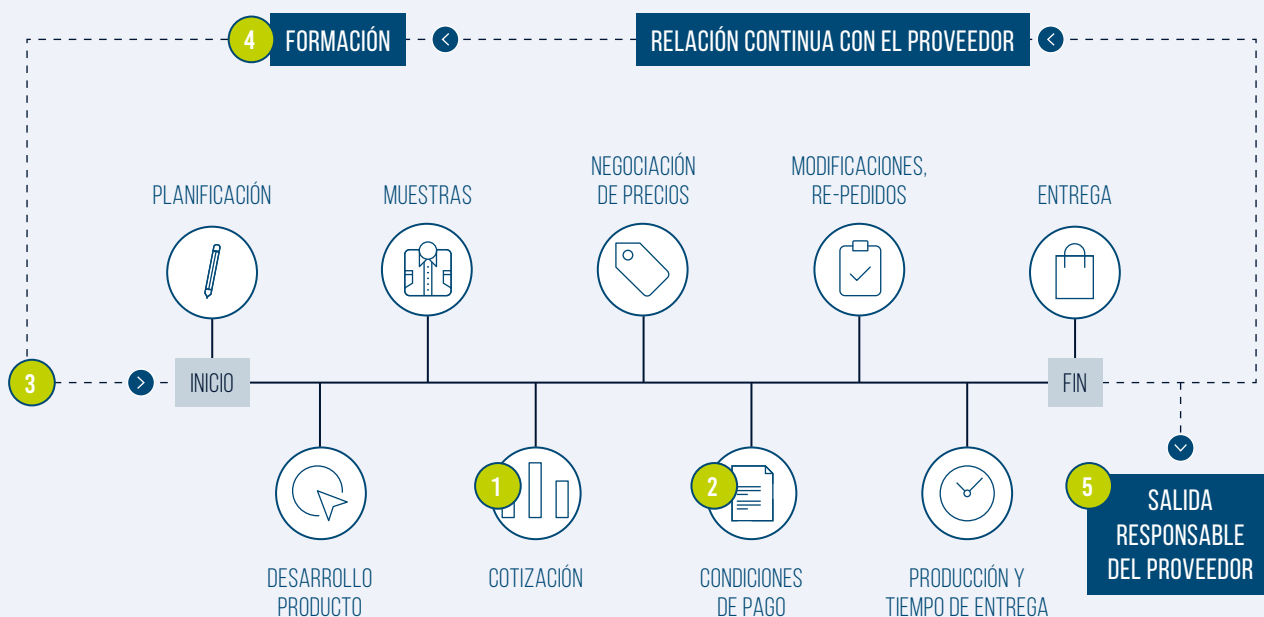 4 FORMACIÓN
RELACIÓN CONTINUA CON EL PROVEEDOR
PLANIFICACIÓN
MUESTRAS
NEGOCIACIÓN
DE PRECIOS
MODIFICACIONES,
RE-PEDIDOS
ENTREGA
3
INICIO
FIN
1
2
5
DESARROLLO
PRODUCTO
COTIZACIÓN
CONDICIONES
DE PAGO
PRODUCCIÓN Y
TIEMPO DE ENTREGA
SALIDA
RESPONSABLE
DEL PROVEEDOR